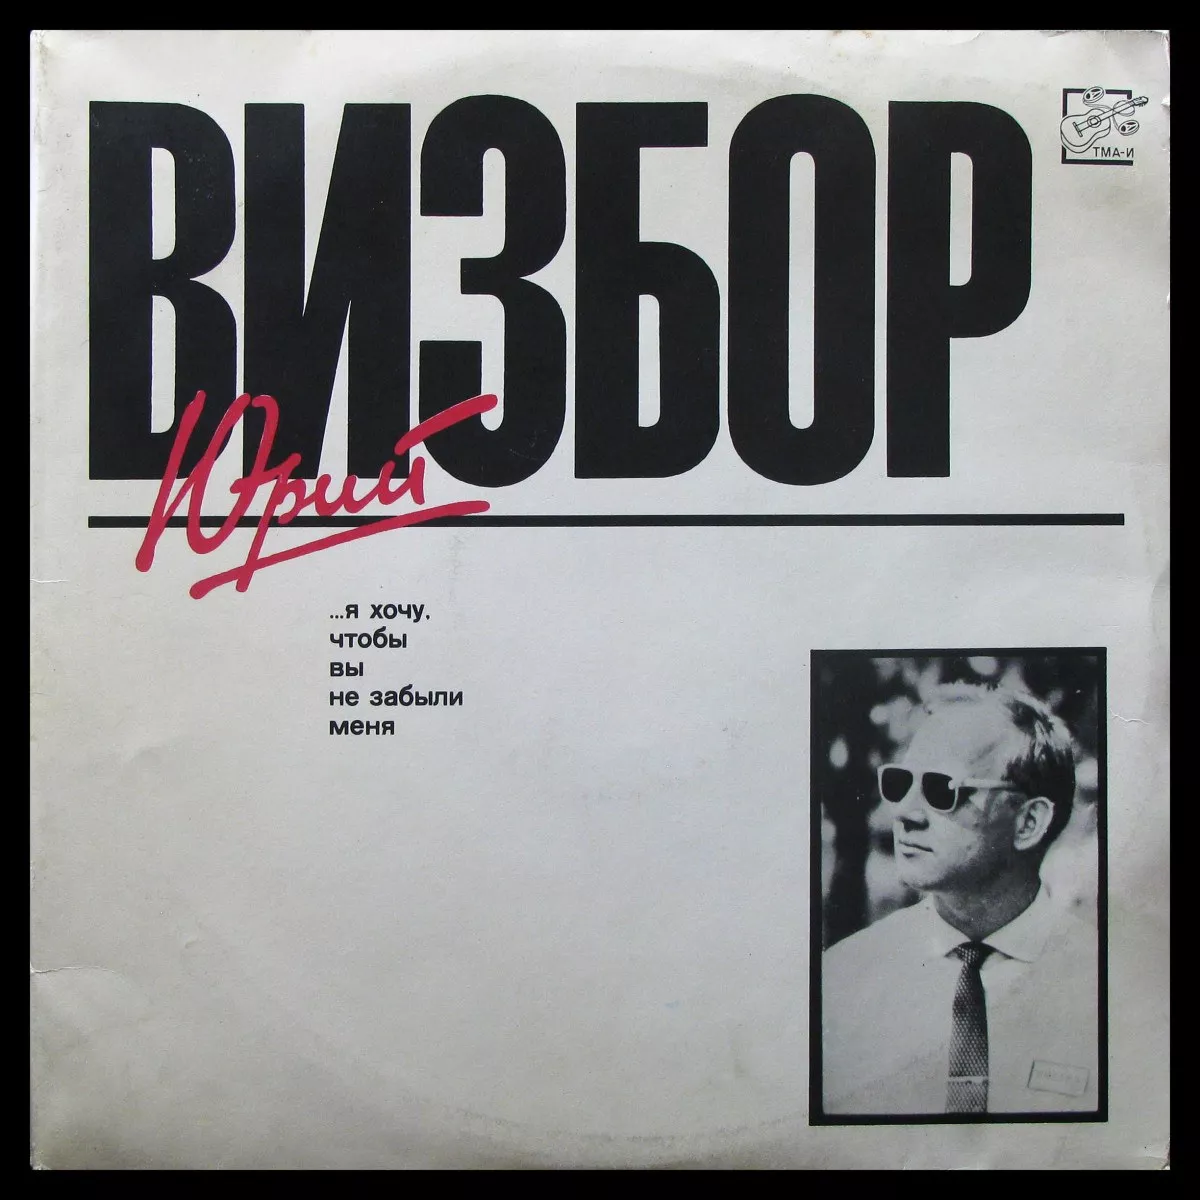 ВИЗБОР
ТМА-И
Юрий
...я хочу,
чтобы
вы
не забыли
меня